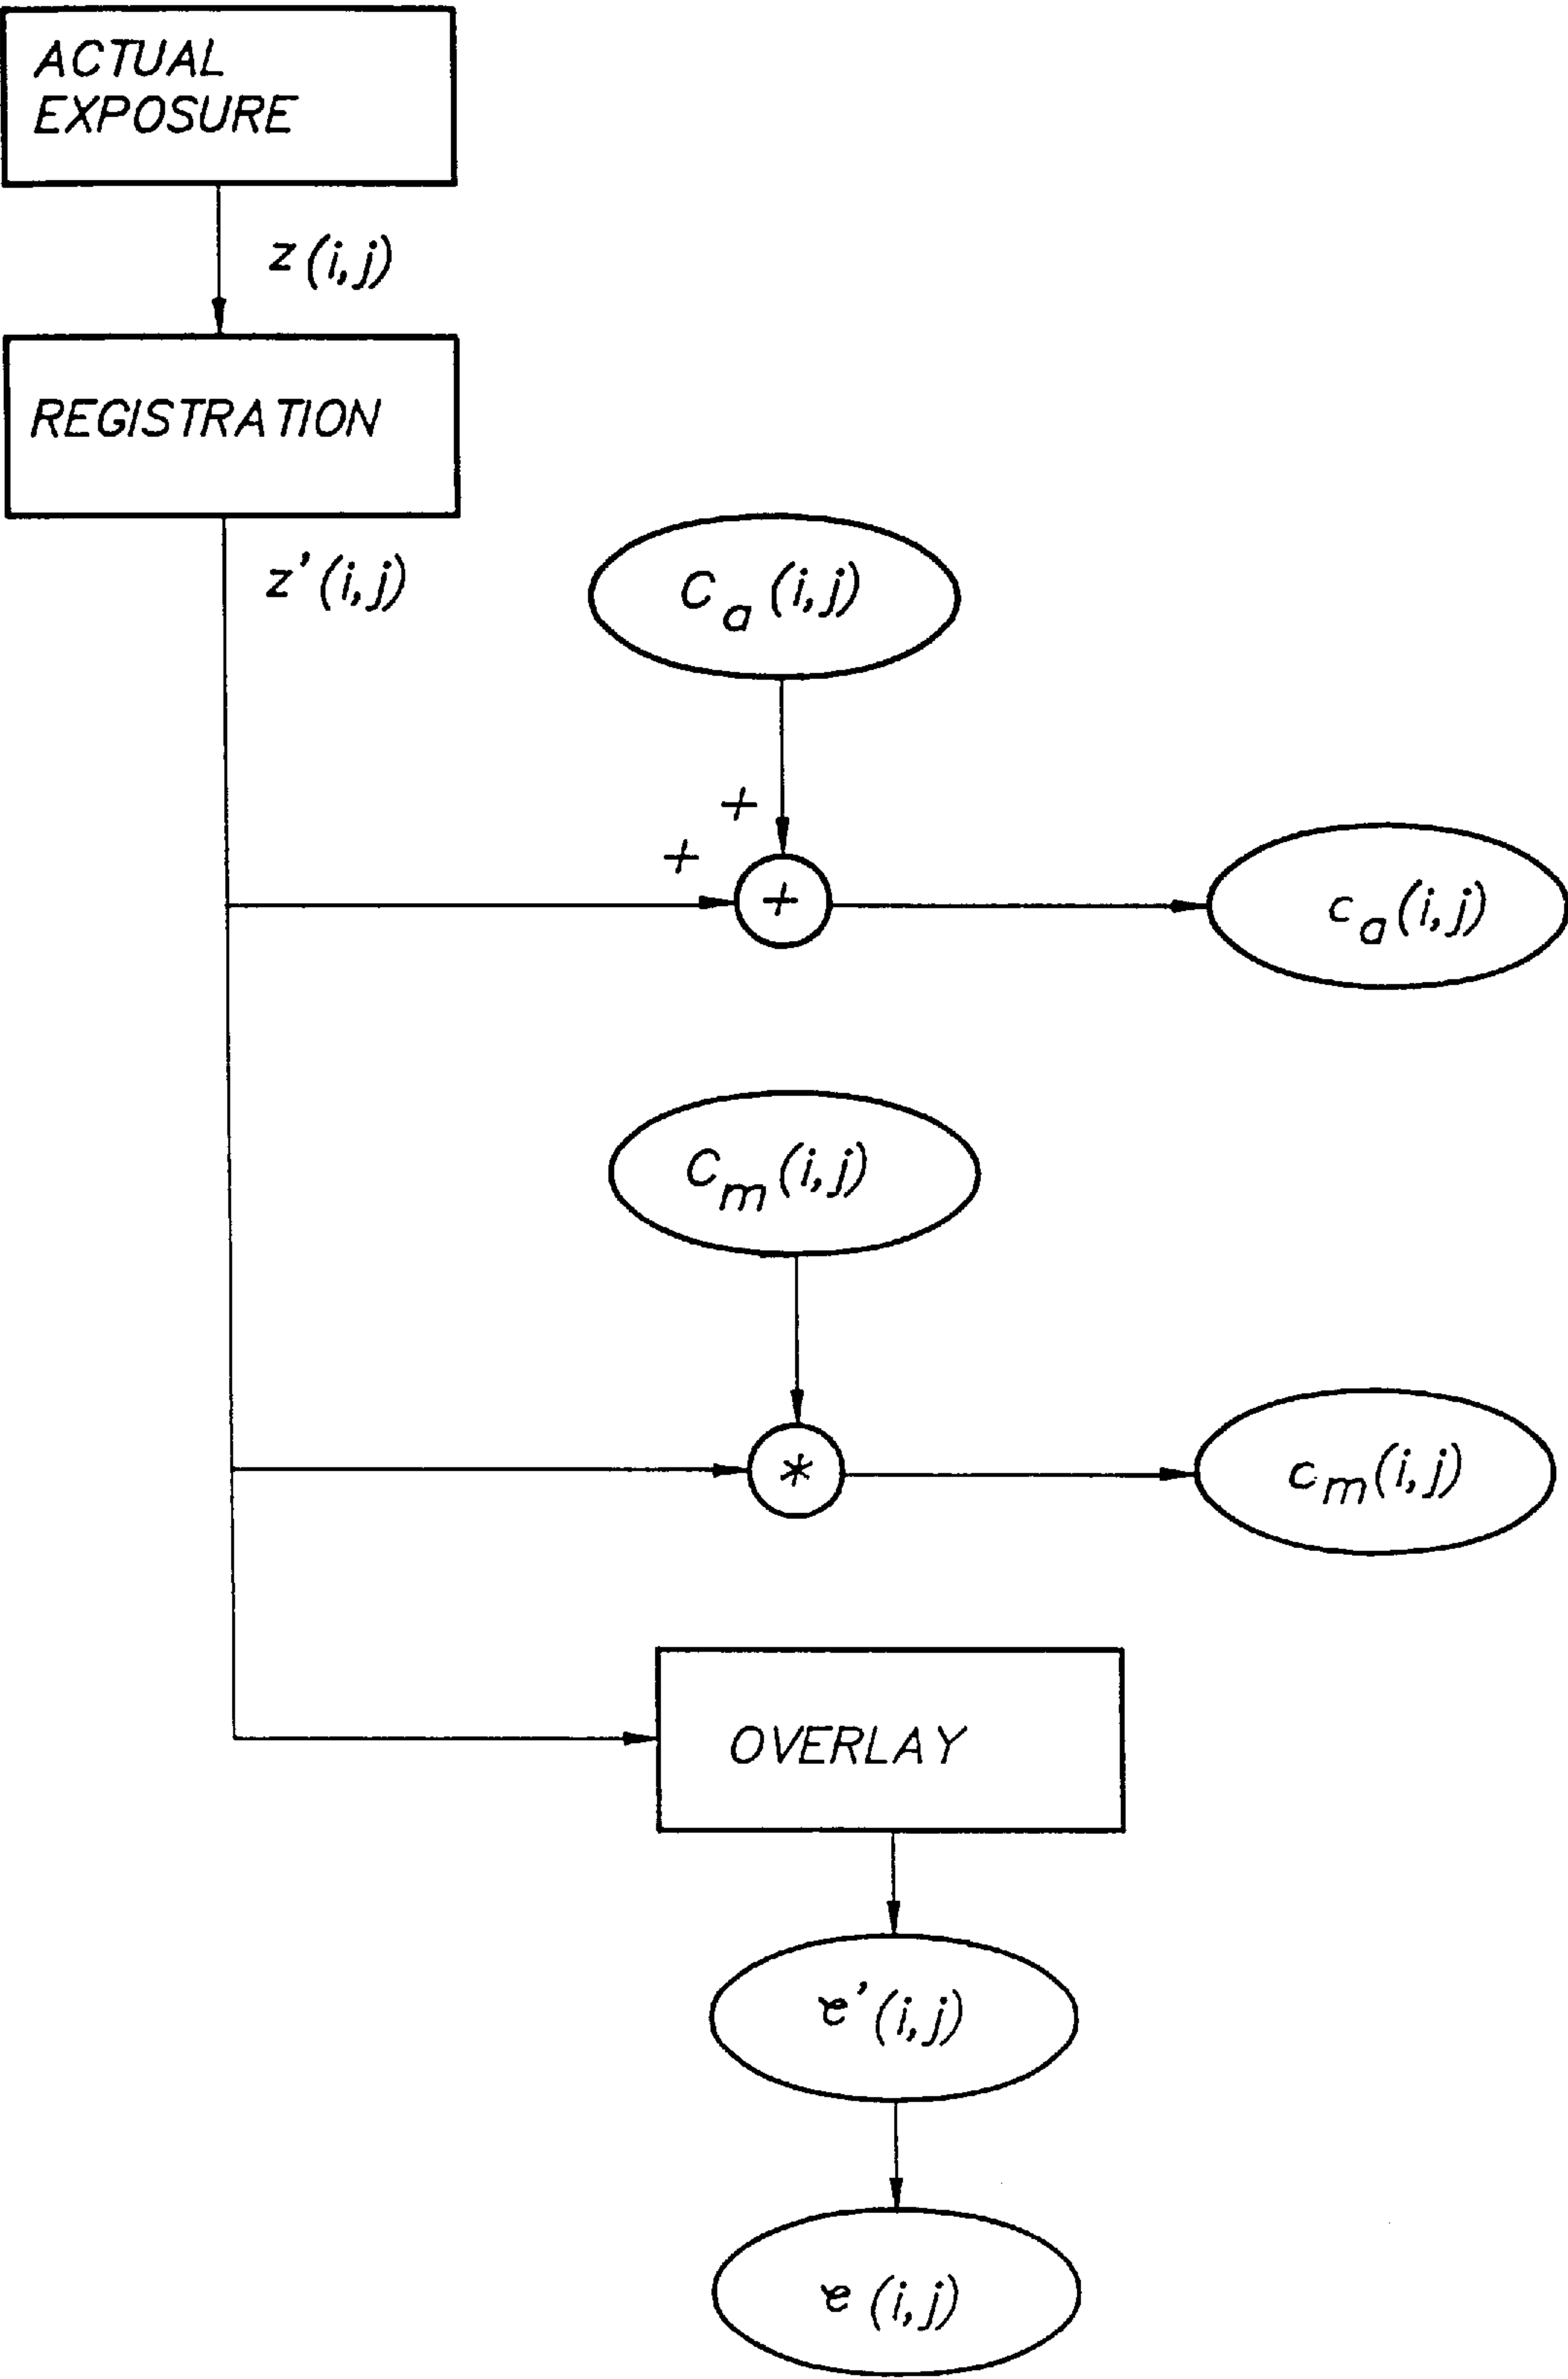 ACTUAL
EXPOSURE
z(i,j)
REGISTRATION
z'(i,j)
C_a(i,j)
+
+
+
c_a(i,j)
C_m(i,j)
*
c_m(i,j)
OVERLAY
e'(i,j)
e(i,j)